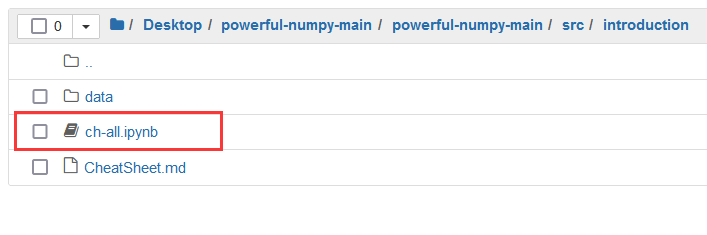 0 / Desktop / powerful-numpy-main / powerful-numpy-main / src / introduction
..
data
ch-all.ipynb
CheatSheet.md